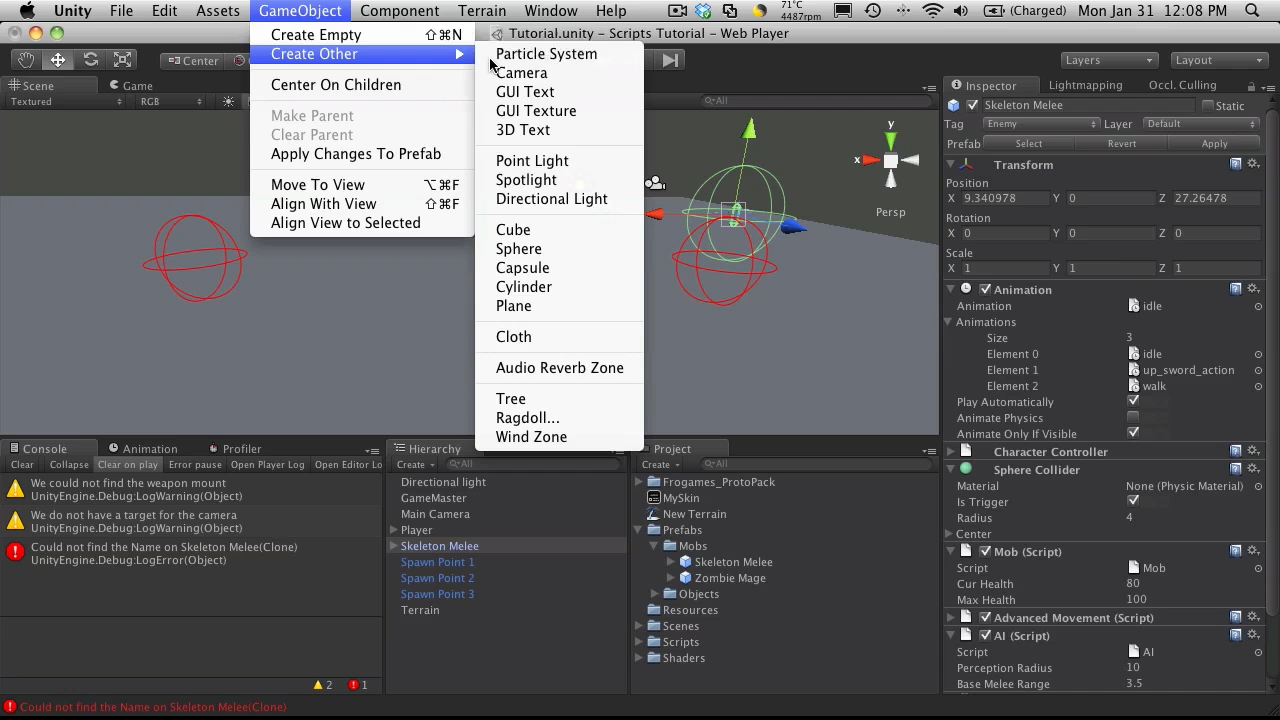 Unity File Edit Assets GameObject Component Terrain Window Help 71°C 4487rpm (Charged) Mon Jan 31 12:08 PM
Tutorial.unity — Scripts Tutorial - Web Player
Create Empty ⇧⌘N
Create Other
Center On Children
Make Parent
Clear Parent
Apply Changes To Prefab
Move To View ⌥⌘F
Align With View ⇧⌘F
Align View to Selected
Particle System
Camera
GUI Text
GUI Texture
3D Text
Point Light
Spotlight
Directional Light
Cube
Sphere
Capsule
Cylinder
Plane
Cloth
Audio Reverb Zone
Tree
Ragdoll...
Wind Zone
Center
Layers Layout
Scene Game
Textured RGB All
y
x
Persp
Inspector Lightmapping Occl. Culling
Skeleton Melee Static
Tag Enemy Layer Default
Prefab Select Revert Apply
Transform
Position
X 9.340978 Y 0 Z 27.26478
Rotation
X 0 Y 0 Z 0
Scale
X 1 Y 1 Z 1
Animation
Animation idle
Animations
Size 3
Element 0 idle
Element 1 up_sword_action
Element 2 walk
Play Automatically
Animate Physics
Animate Only If Visible
Character Controller
Sphere Collider
Material None (Physic Material)
Is Trigger
Radius 4
Center
Mob (Script)
Script Mob
Cur Health 80
Max Health 100
Advanced Movement (Script)
AI (Script)
Script AI
Perception Radius 10
Base Melee Range 3.5
Console Animation Profiler
Clear Collapse Clear on play Error pause Open Player Log Open Editor Lo
We could not find the weapon mount
UnityEngine.Debug:LogWarning(Object)
We do not have a target for the camera
UnityEngine.Debug:LogWarning(Object)
Could not find the Name on Skeleton Melee(Clone)
UnityEngine.Debug:LogError(Object)
2 1
Hierarchy
Create All
Directional light
GameMaster
Main Camera
Player
Skeleton Melee
Spawn Point 1
Spawn Point 2
Spawn Point 3
Terrain
Project
Create All
Frogames_ProtoPack
MySkin
New Terrain
Prefabs
Mobs
Skeleton Melee
Zombie Mage
Objects
Resources
Scenes
Scripts
Shaders
Could not find the Name on Skeleton Melee(Clone)